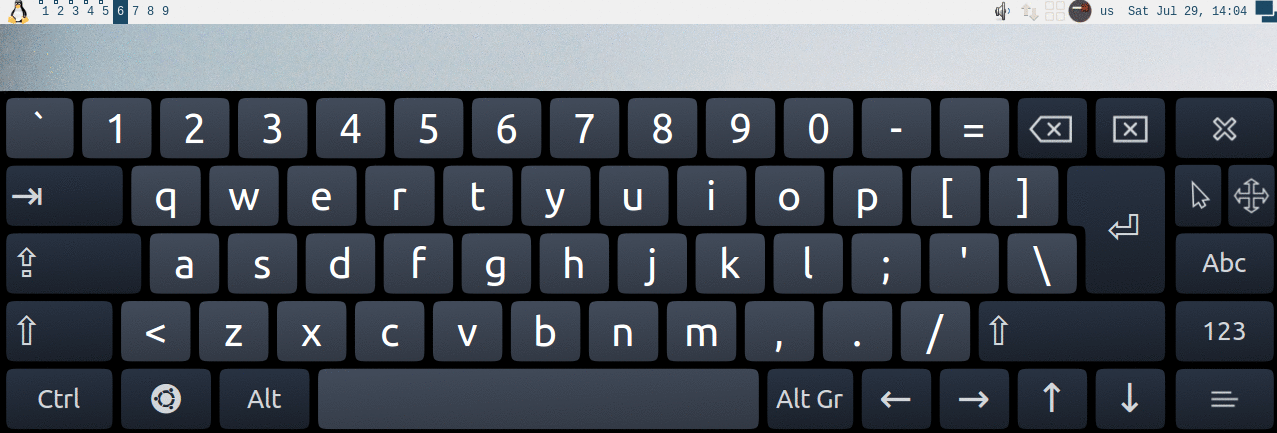 1 2 3 4 5 6 7 8 9 us Sat Jul 29, 14:04
` 1 2 3 4 5 6 7 8 9 0 - =
q w e r t y u i o p [ ]
a s d f g h j k l ; ' \ Abc
< z x c v b n m , . / 123
Ctrl Alt Alt Gr ← → ↑ ↓